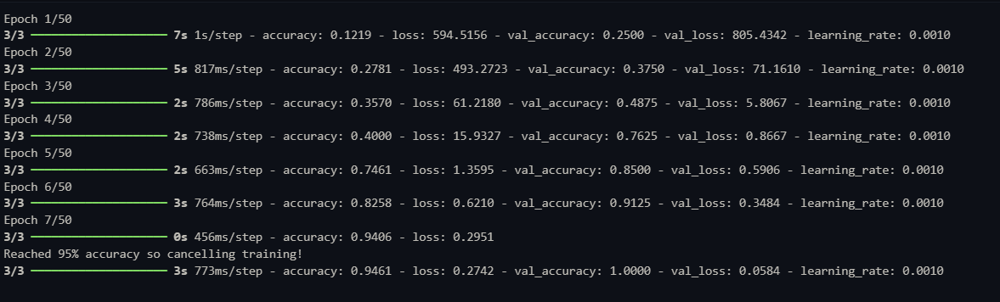 Epoch 1/50
3/3 ━━━━━━━━━━━━━━━━━━━━ 7s 1s/step - accuracy: 0.1219 - loss: 594.5156 - val_accuracy: 0.2500 - val_loss: 805.4342 - learning_rate: 0.0010
Epoch 2/50
3/3 ━━━━━━━━━━━━━━━━━━━━ 5s 817ms/step - accuracy: 0.2781 - loss: 493.2723 - val_accuracy: 0.3750 - val_loss: 71.1610 - learning_rate: 0.0010
Epoch 3/50
3/3 ━━━━━━━━━━━━━━━━━━━━ 2s 786ms/step - accuracy: 0.3570 - loss: 61.2180 - val_accuracy: 0.4875 - val_loss: 5.8067 - learning_rate: 0.0010
Epoch 4/50
3/3 ━━━━━━━━━━━━━━━━━━━━ 2s 738ms/step - accuracy: 0.4000 - loss: 15.9327 - val_accuracy: 0.7625 - val_loss: 0.8667 - learning_rate: 0.0010
Epoch 5/50
3/3 ━━━━━━━━━━━━━━━━━━━━ 2s 663ms/step - accuracy: 0.7461 - loss: 1.3595 - val_accuracy: 0.8500 - val_loss: 0.5906 - learning_rate: 0.0010
Epoch 6/50
3/3 ━━━━━━━━━━━━━━━━━━━━ 3s 764ms/step - accuracy: 0.8258 - loss: 0.6210 - val_accuracy: 0.9125 - val_loss: 0.3484 - learning_rate: 0.0010
Epoch 7/50
3/3 ━━━━━━━━━━━━━━━━━━━━ 0s 456ms/step - accuracy: 0.9406 - loss: 0.2951
Reached 95% accuracy so cancelling training!
3/3 ━━━━━━━━━━━━━━━━━━━━ 3s 773ms/step - accuracy: 0.9461 - loss: 0.2742 - val_accuracy: 1.0000 - val_loss: 0.0584 - learning_rate: 0.0010